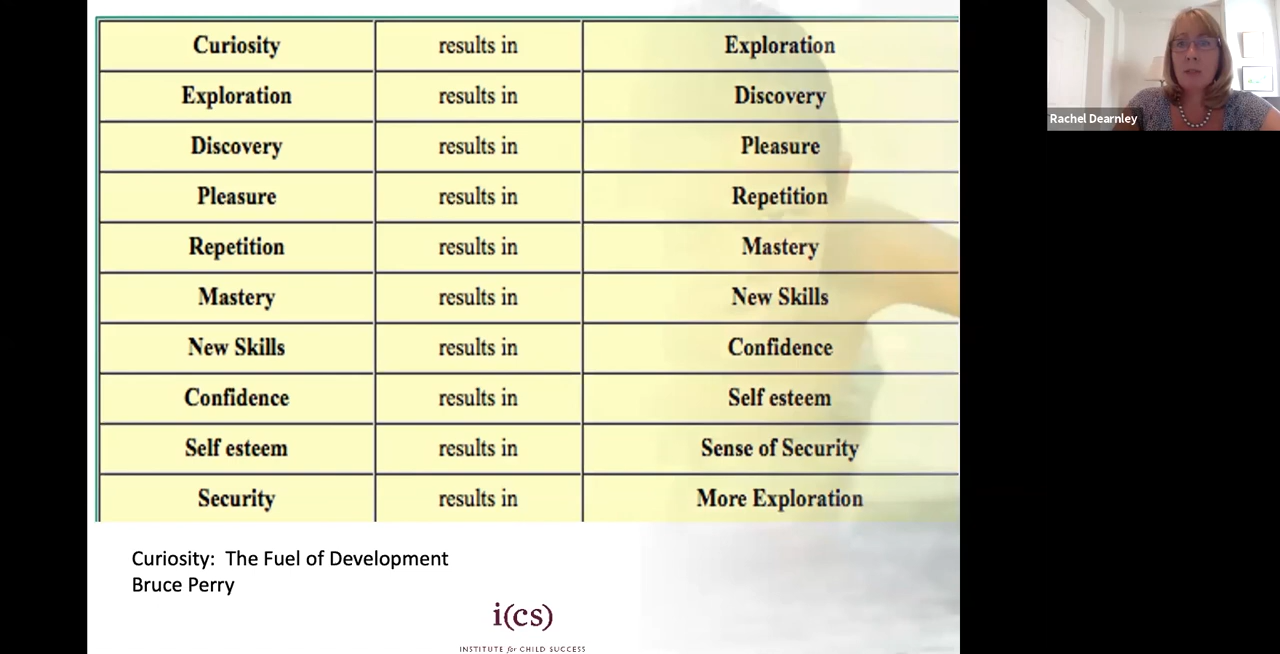 Curiosity results in Exploration
Exploration results in Discovery
Discovery results in Pleasure
Pleasure results in Repetition
Repetition results in Mastery
Mastery results in New Skills
New Skills results in Confidence
Confidence results in Self esteem
Self esteem results in Sense of Security
Security results in More Exploration
Curiosity:  The Fuel of Development
Bruce Perry
i(cs)
INSTITUTE for CHILD SUCCESS
Rachel Dearnley